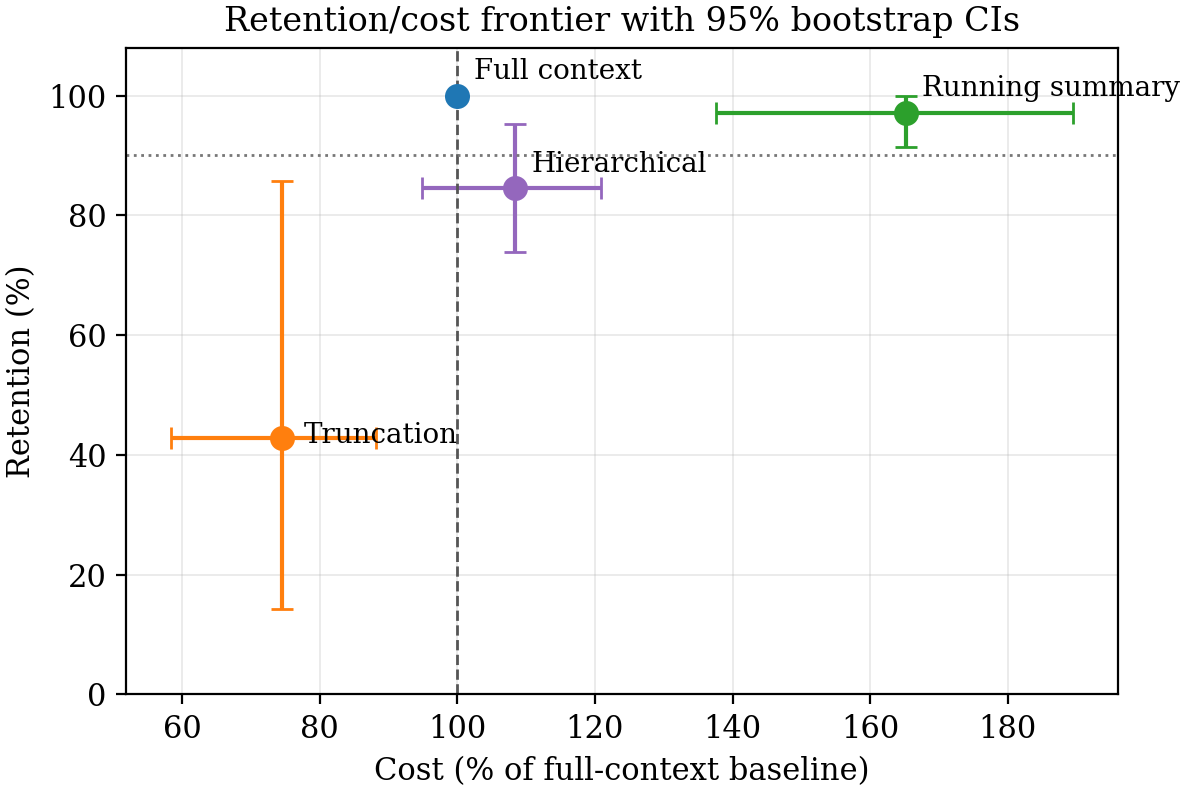 Retention/cost frontier with 95% bootstrap CIs
Full context
Running summary
Hierarchical
Truncation
Retention (%)
100
80
60
40
20
0
60 80 100 120 140 160 180
Cost (% of full-context baseline)